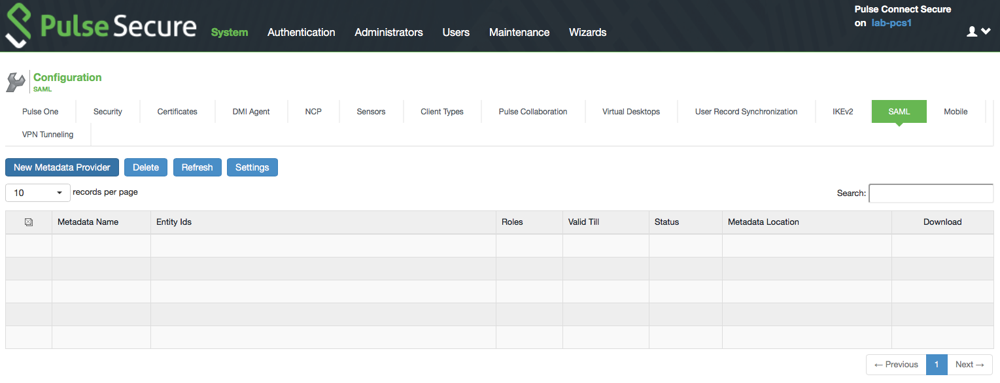 Pulse Secure
System Authentication Administrators Users Maintenance Wizards
Pulse Connect Secure
on lab-pcs1
Configuration
SAML
Pulse One Security Certificates DMI Agent NCP Sensors Client Types Pulse Collaboration Virtual Desktops User Record Synchronization IKEv2 SAML Mobile
VPN Tunneling
New Metadata Provider Delete Refresh Settings
10 records per page Search:
Metadata Name Entity Ids Roles Valid Till Status Metadata Location Download
← Previous 1 Next →